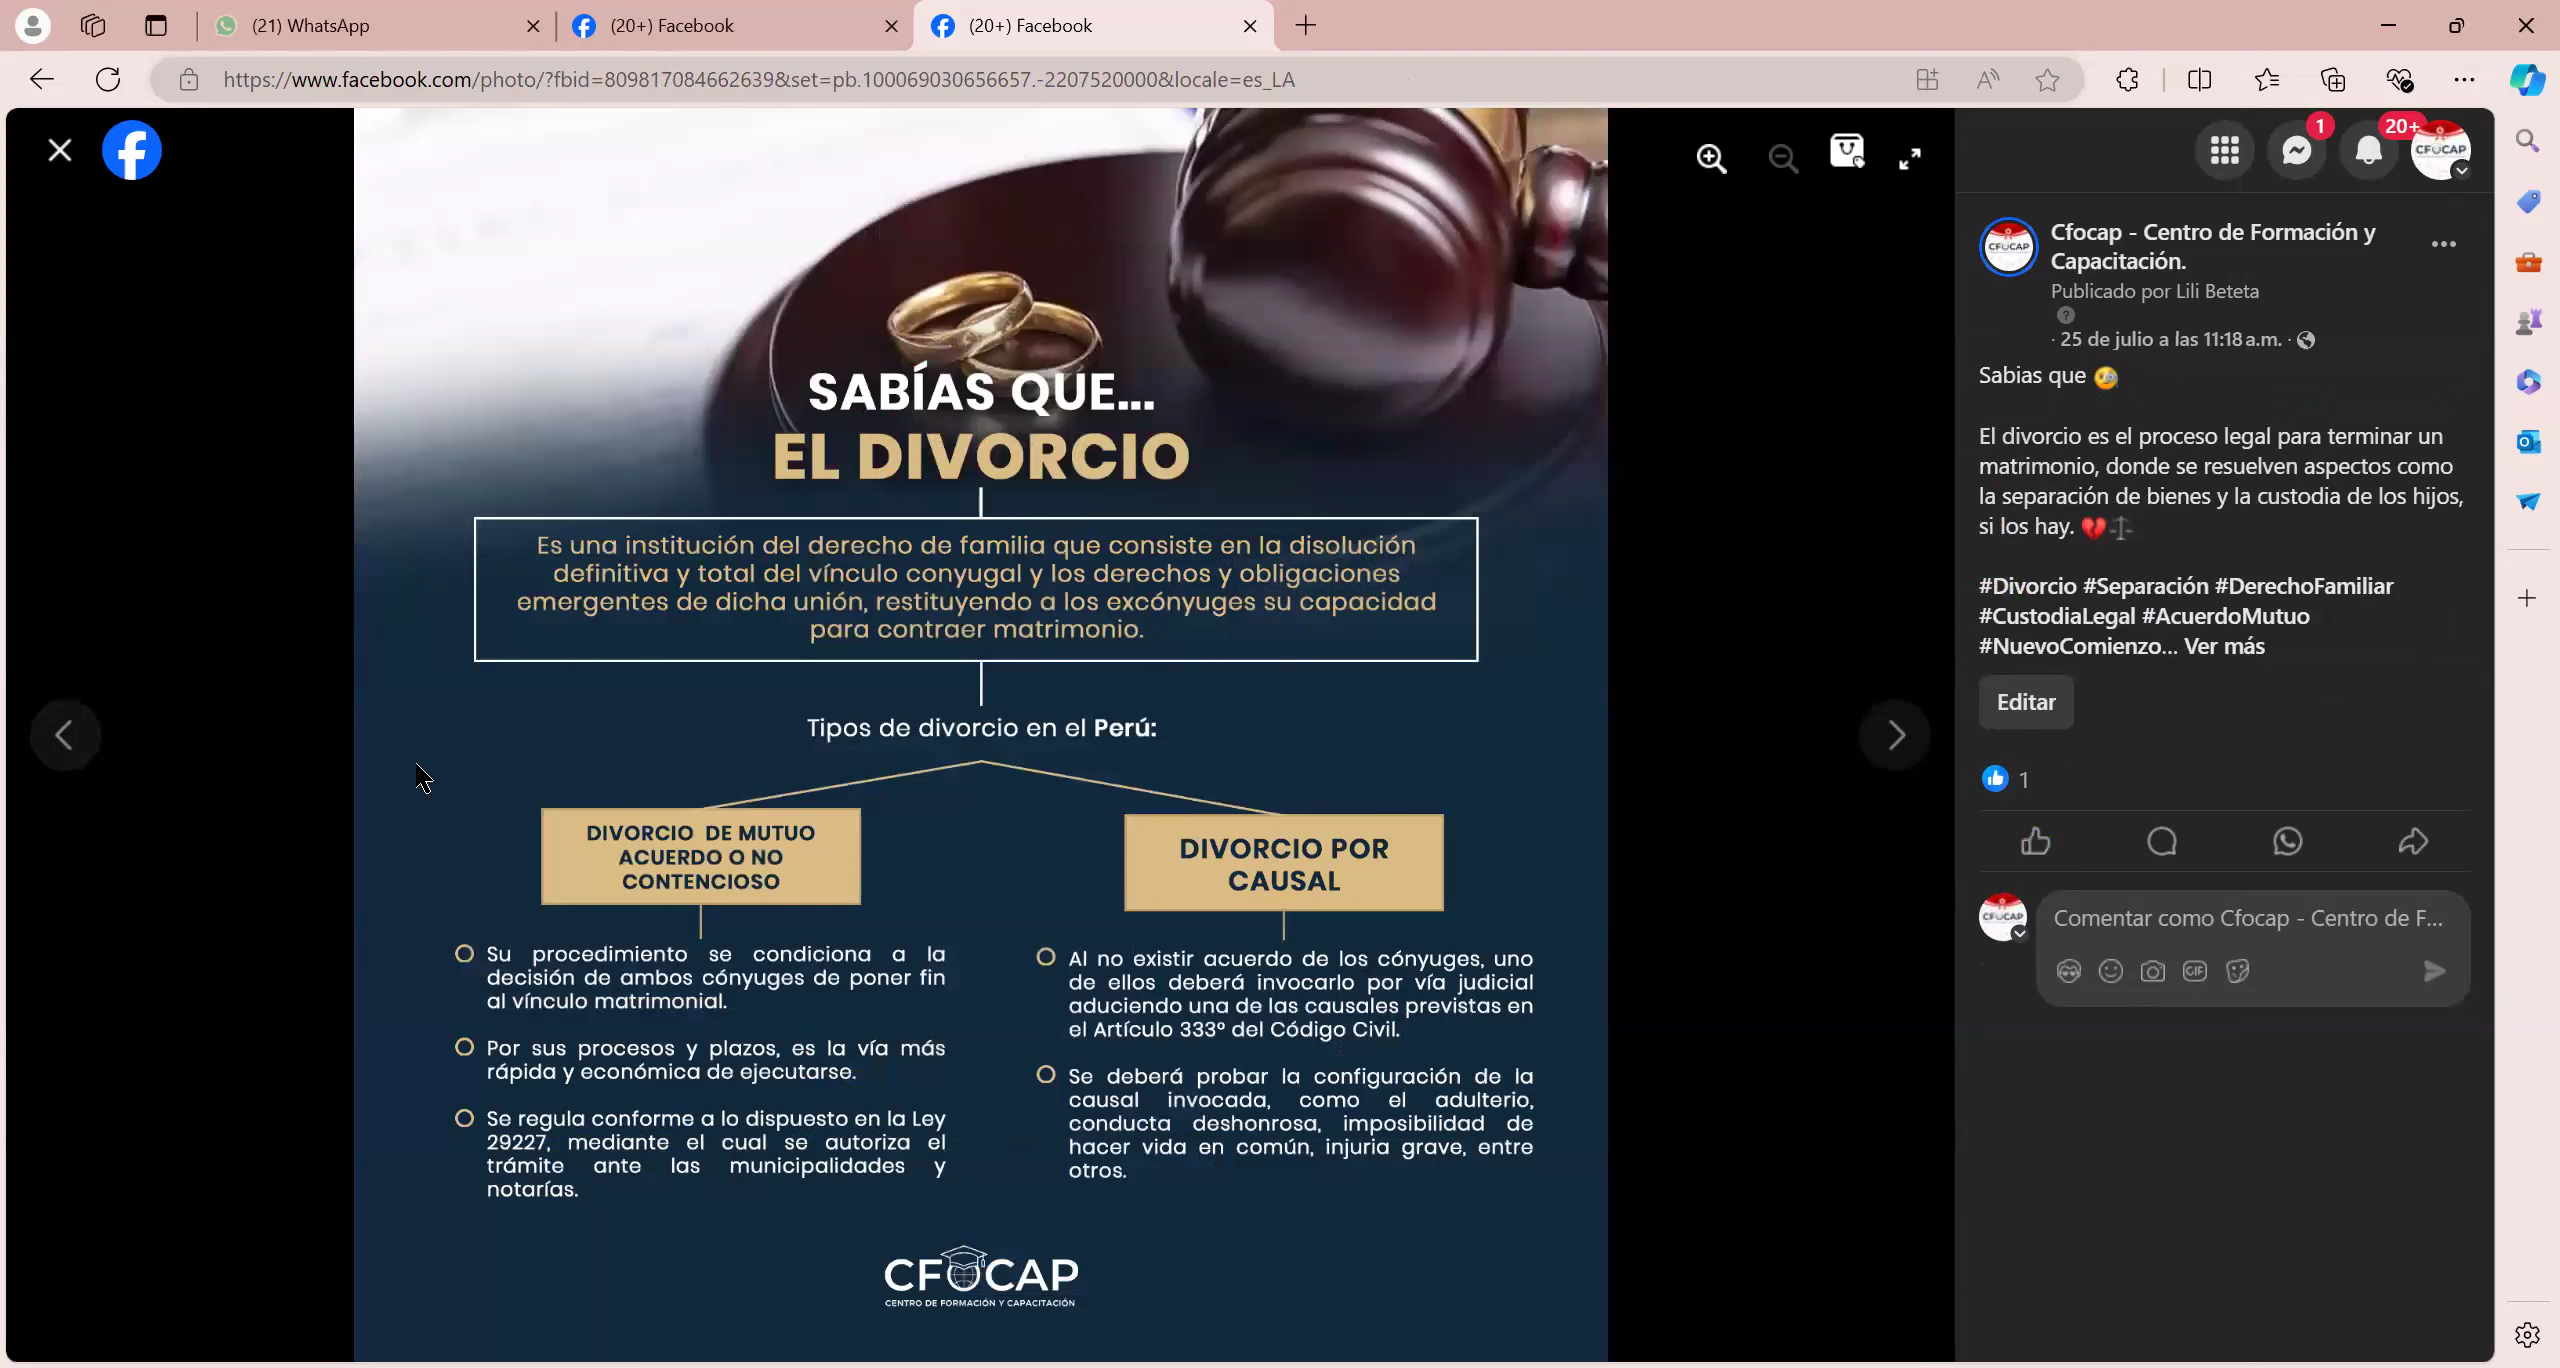 (21) WhatsApp
(20+) Facebook
(20+) Facebook
https://www.facebook.com/photo/?fbid=809817084662639&set=pb.100069030656657.-2207520000&locale=es_LA
SABÍAS QUE...
EL DIVORCIO
Es una institución del derecho de familia que consiste en la disolución
definitiva y total del vínculo conyugal y los derechos y obligaciones
emergentes de dicha unión, restituyendo a los excónyuges su capacidad
para contraer matrimonio.
Tipos de divorcio en el Perú:
DIVORCIO DE MUTUO
ACUERDO O NO
CONTENCIOSO
Su procedimiento se condiciona a la
decisión de ambos cónyuges de poner fin
al vínculo matrimonial.
Por sus procesos y plazos, es la vía más
rápida y económica de ejecutarse.
Se regula conforme a lo dispuesto en la Ley
29227, mediante el cual se autoriza el
trámite ante las municipalidades y
notarías.
DIVORCIO POR
CAUSAL
Al no existir acuerdo de los cónyuges, uno
de ellos deberá invocarlo por vía judicial
aduciendo una de las causales previstas en
el Artículo 333° del Código Civil.
Se deberá probar la configuración de la
causal invocada, como el adulterio,
conducta deshonrosa, imposibilidad de
hacer vida en común, injuria grave, entre
otros.
CFOCAP
CENTRO DE FORMACIÓN Y CAPACITACIÓN
1
20+
CFOCAP
CFOCAP
Cfocap - Centro de Formación y
Capacitación.
Publicado por Lili Beteta
· 25 de julio a las 11:18 a.m. ·
Sabias que 🧐
El divorcio es el proceso legal para terminar un
matrimonio, donde se resuelven aspectos como
la separación de bienes y la custodia de los hijos,
si los hay. 💔⚖️
#Divorcio #Separación #DerechoFamiliar
#CustodiaLegal #AcuerdoMutuo
#NuevoComienzo... Ver más
Editar
1
CFOCAP
Comentar como Cfocap - Centro de F...
GIF